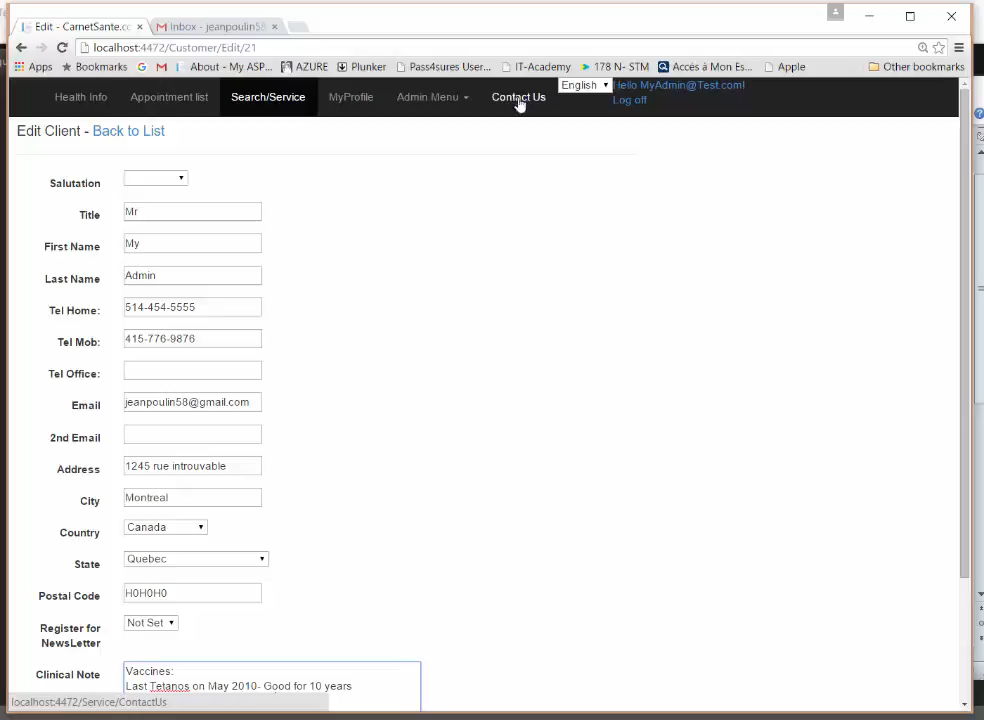 Edit - CarnetSante.cc
Inbox - jeanpoulin58
localhost:4472/Customer/Edit/21
Apps Bookmarks About - My ASP... AZURE Plunker Pass4sures User... IT-Academy 178 N- STM Accès à Mon Es... Apple Other bookmarks
Health Info Appointment list Search/Service MyProfile Admin Menu Contact Us English Hello MyAdmin@Test.com!
Log off
Edit Client - Back to List
Salutation
Title Mr
First Name My
Last Name Admin
Tel Home: 514-454-5555
Tel Mob: 415-776-9876
Tel Office:
Email jeanpoulin58@gmail.com
2nd Email
Address 1245 rue introuvable
City Montreal
Country Canada
State Quebec
Postal Code H0H0H0
Register for NewsLetter Not Set
Clinical Note Vaccines:
Last Tetanos on May 2010- Good for 10 years
localhost:4472/Service/ContactUs